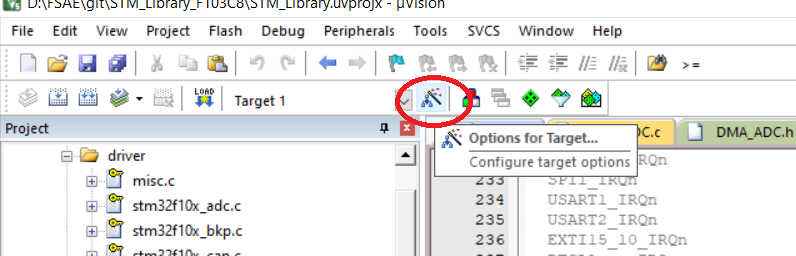 D:\FSAE\git\STM_Library_F103C8\STM_Library.uvprojx - µVision
File Edit View Project Flash Debug Peripherals Tools SVCS Window Help
> =
LOAD
Target 1
Project
driver
misc.c
stm32f10x_adc.c
stm32f10x_bkp.c
stm32f10x_can.c
DC.c
DMA_ADC.h
Options for Target...
Configure target options
IRQn
233 SPI1_IRQn
234 USART1_IRQn
235 USART2_IRQn
236 EXTI15_10_IRQn